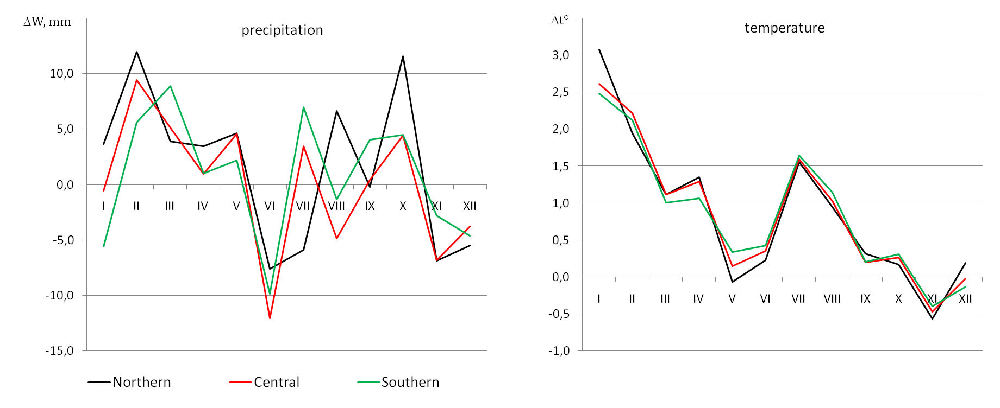 ΔW, mm
precipitation
10,0
5,0
0,0
I II III IV V VI VII VIII IX X XI XII
-5,0
-10,0
-15,0
Northern Central Southern
Δt°
temperature
3,0
2,5
2,0
1,5
1,0
0,5
0,0
I II III IV V VI VII VIII IX X XI XII
-0,5
-1,0